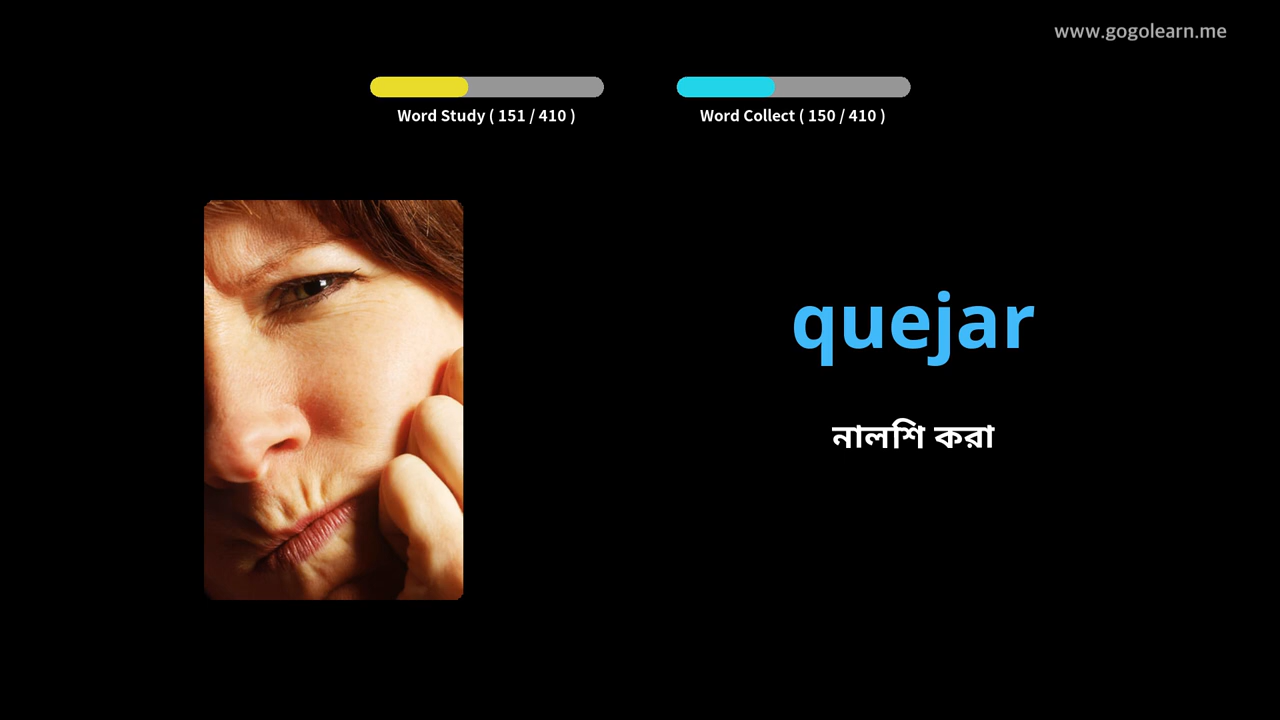 www.gogolearn.me
Word Study ( 151 / 410 )
Word Collect ( 150 / 410 )
quejar
নালশি করা